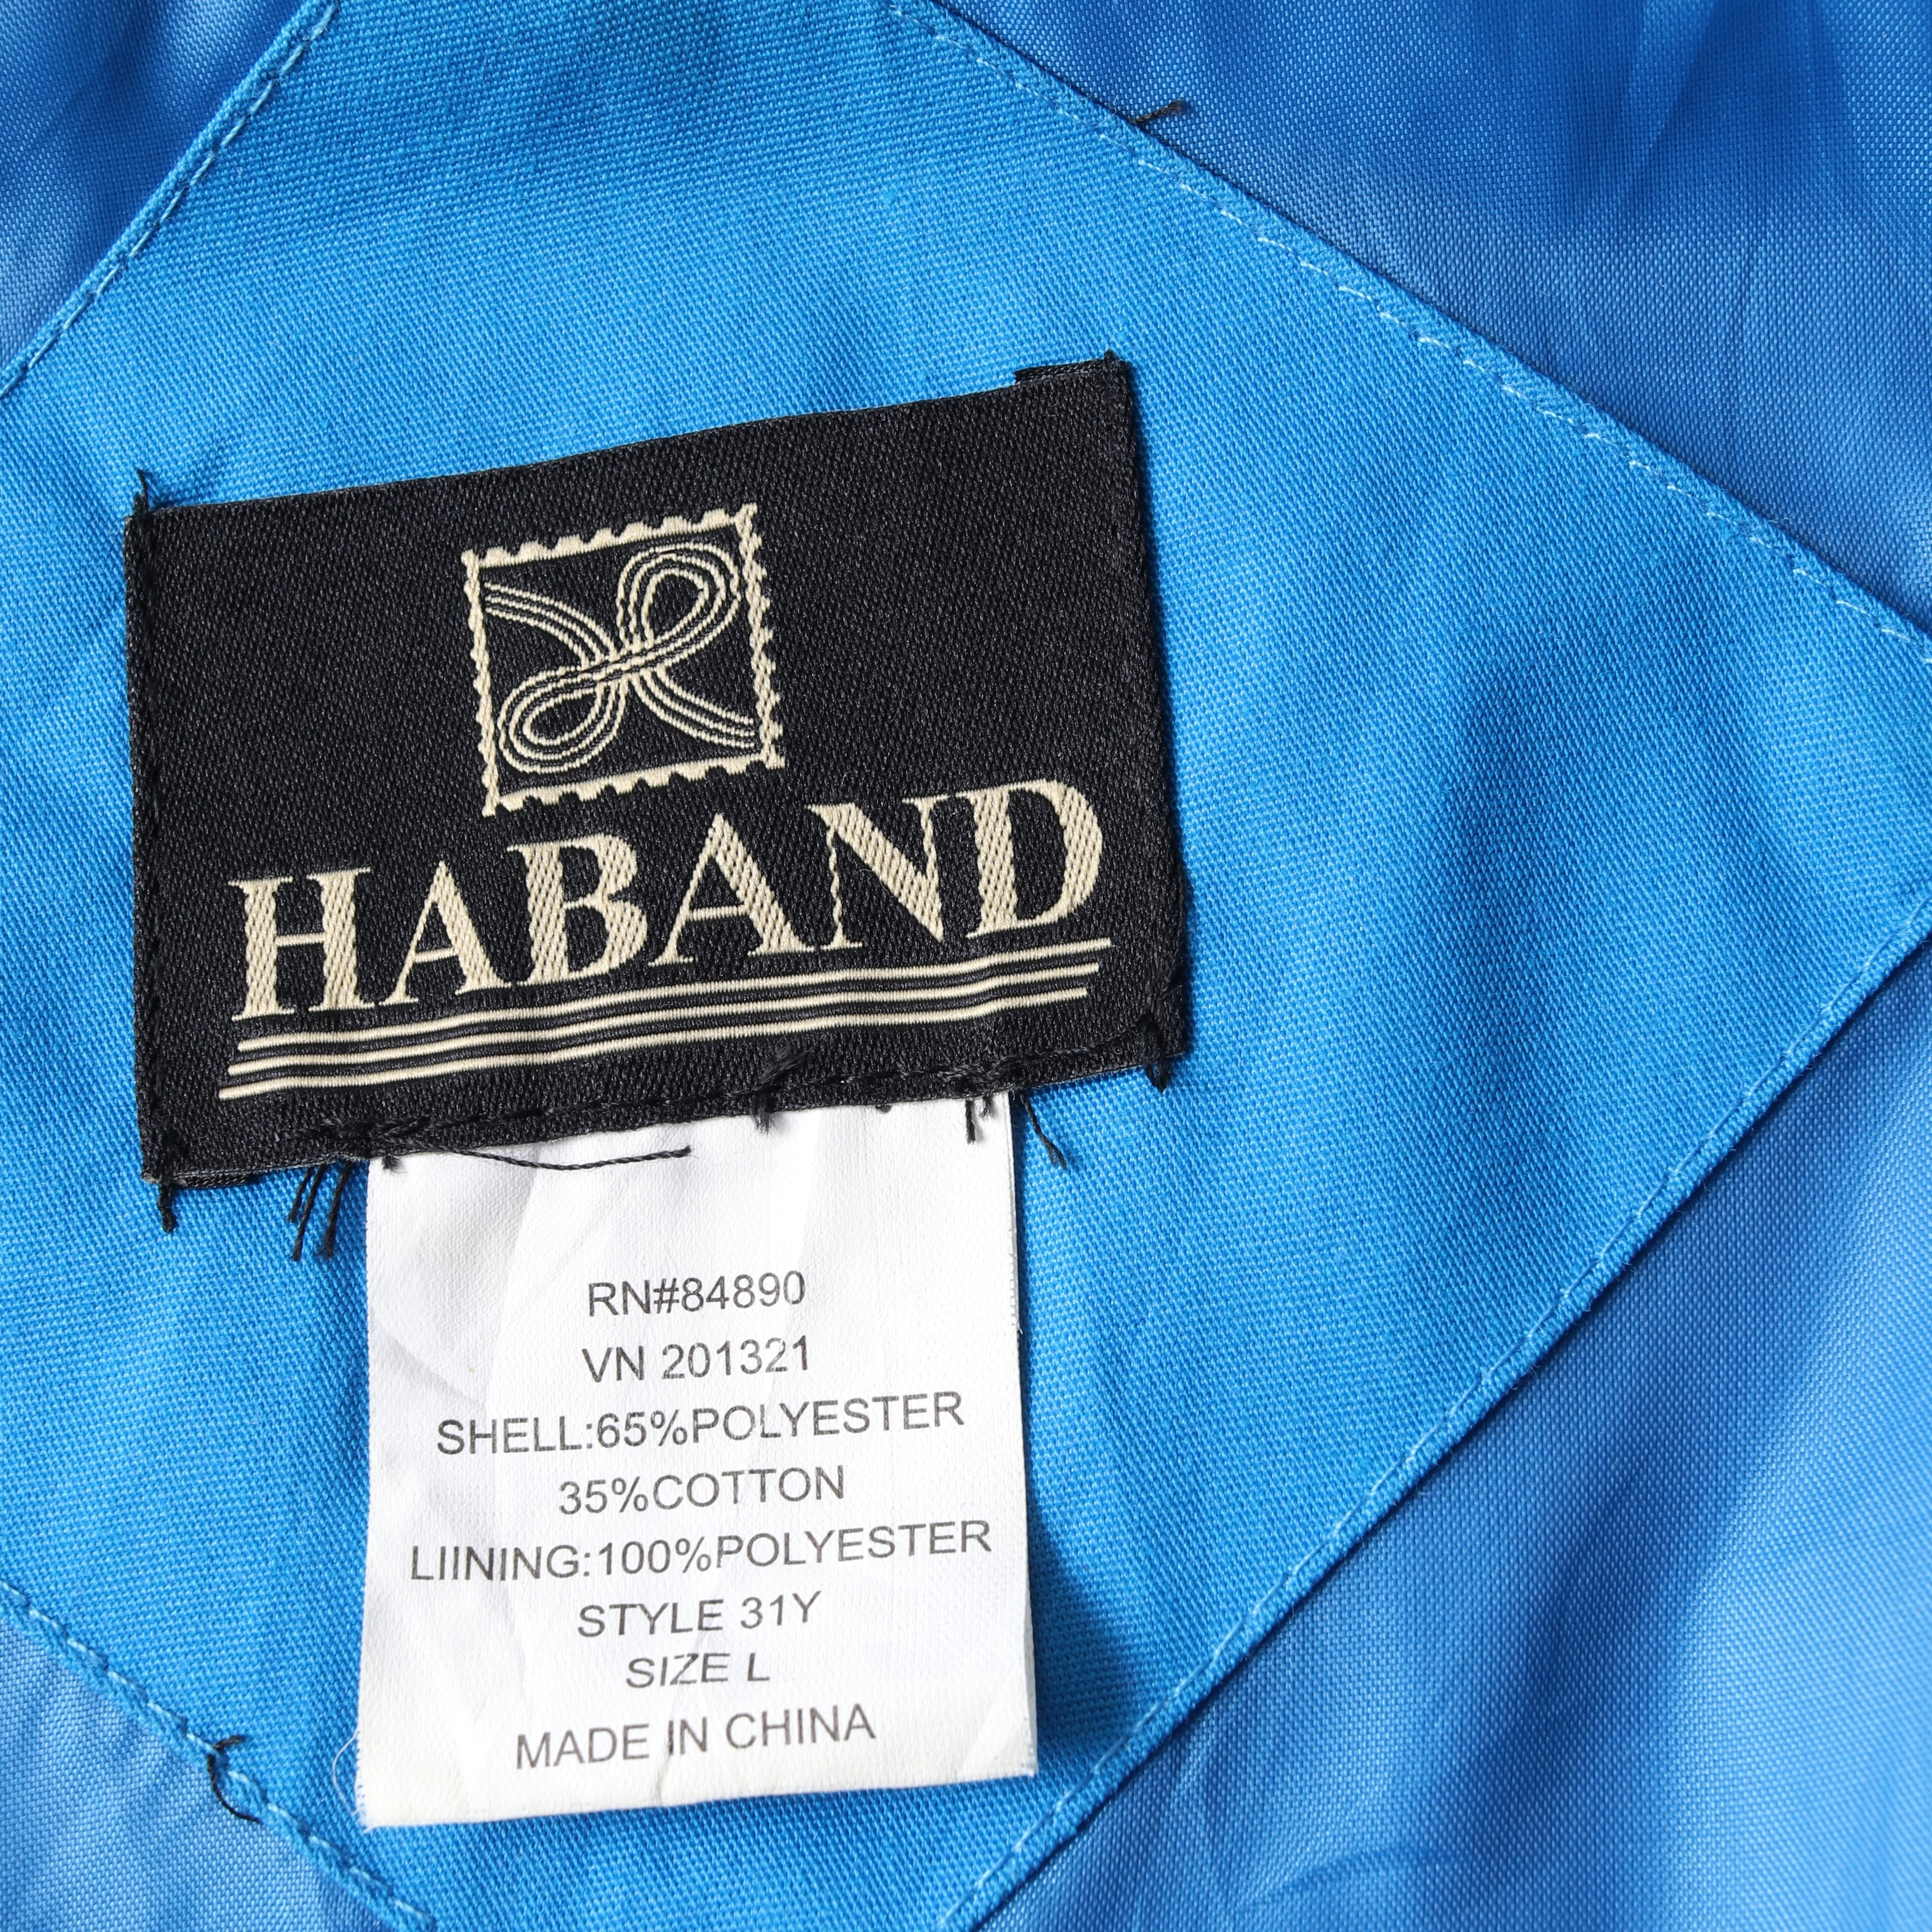 HABAND
RN#84890
VN 201321
SHELL:65%POLYESTER
35%COTTON
LIINING:100%POLYESTER
STYLE 31Y
SIZE L
MADE IN CHINA